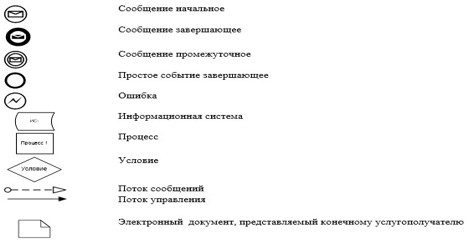 Сообщение начальное
Сообщение завершающее
Сообщение промежуточное
Простое событие завершающее
Ошибка
ИС- Информационная система
Процесс 1 Процесс
Условие Условие
Поток сообщений
Поток управления
Электронный документ, представляемый конечному услугополучателю